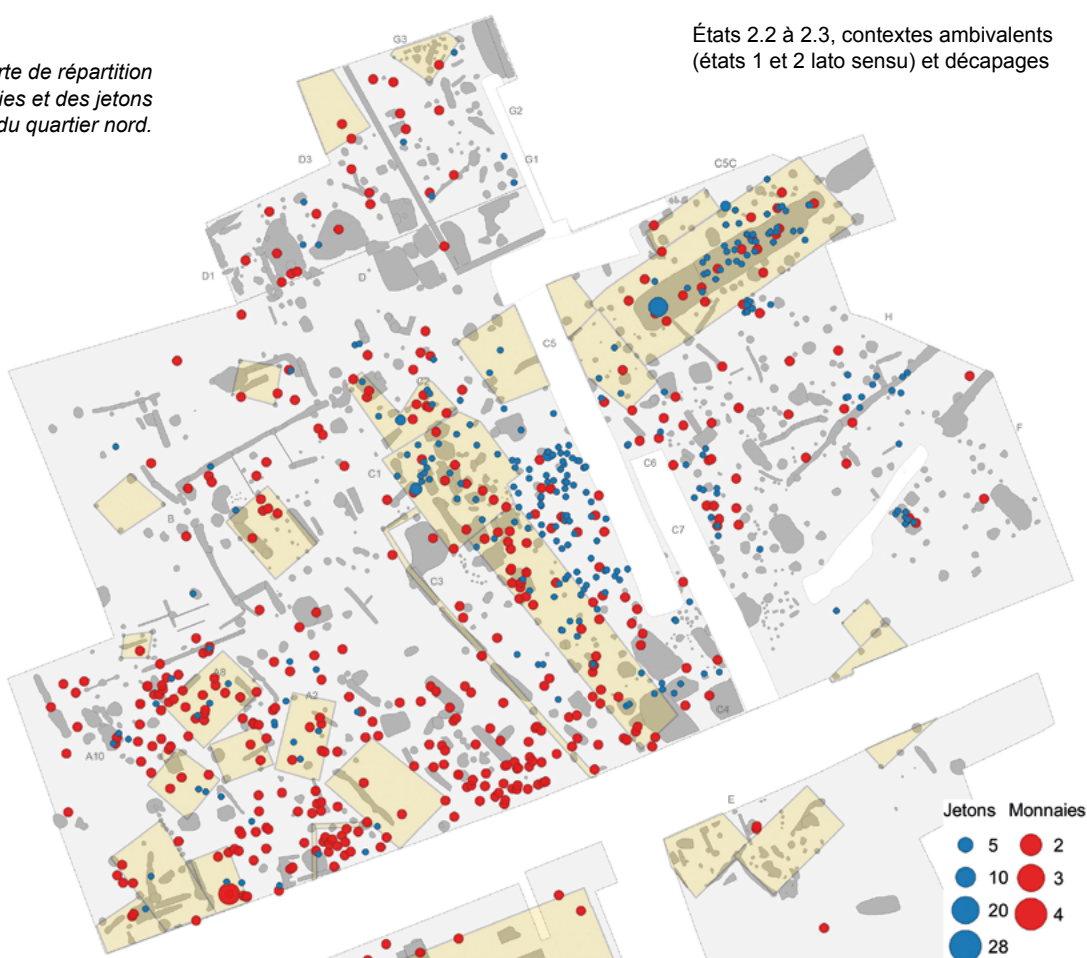 rte de répartition
ies et des jetons
du quartier nord.
États 2.2 à 2.3, contextes ambivalents
(états 1 et 2 lato sensu) et décapages
G3
G2
G1
D3
C5C
D1
D
H
C5
C2
F
C1
C6
B
C7
C3
A8
A2
C4
A10
E
Jetons Monnaies
5 2
10 3
20 4
28